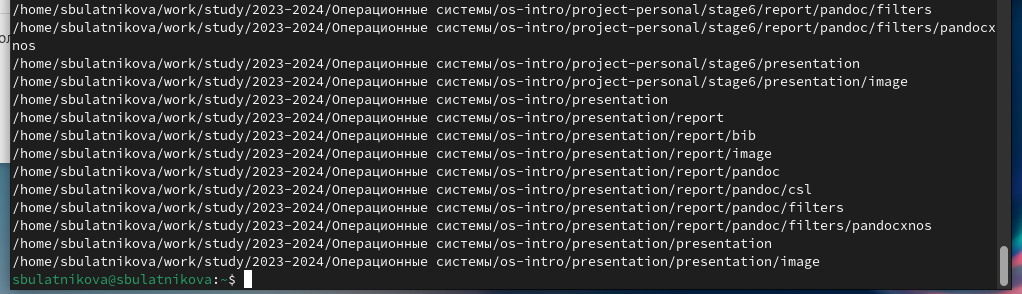 /home/sbulatnikova/work/study/2023-2024/Операционные системы/os-intro/project-personal/stage6/report/pandoc/filters
/home/sbulatnikova/work/study/2023-2024/Операционные системы/os-intro/project-personal/stage6/report/pandoc/filters/pandocx
nos
/home/sbulatnikova/work/study/2023-2024/Операционные системы/os-intro/project-personal/stage6/presentation
/home/sbulatnikova/work/study/2023-2024/Операционные системы/os-intro/project-personal/stage6/presentation/image
/home/sbulatnikova/work/study/2023-2024/Операционные системы/os-intro/presentation
/home/sbulatnikova/work/study/2023-2024/Операционные системы/os-intro/presentation/report
/home/sbulatnikova/work/study/2023-2024/Операционные системы/os-intro/presentation/report/bib
/home/sbulatnikova/work/study/2023-2024/Операционные системы/os-intro/presentation/report/image
/home/sbulatnikova/work/study/2023-2024/Операционные системы/os-intro/presentation/report/pandoc
/home/sbulatnikova/work/study/2023-2024/Операционные системы/os-intro/presentation/report/pandoc/csl
/home/sbulatnikova/work/study/2023-2024/Операционные системы/os-intro/presentation/report/pandoc/filters
/home/sbulatnikova/work/study/2023-2024/Операционные системы/os-intro/presentation/report/pandoc/filters/pandocxnos
/home/sbulatnikova/work/study/2023-2024/Операционные системы/os-intro/presentation/presentation
/home/sbulatnikova/work/study/2023-2024/Операционные системы/os-intro/presentation/presentation/image
sbulatnikova@sbulatnikova:~$